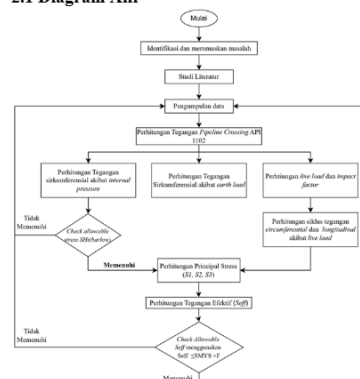 2.1 Diagram Alir
Mulai
Identifikasi dan merumuskan masalah
Studi Literatur
Pengumpulan data
Perhitungan Tegangan Pipeline Crossing API
1102
Perhitungan Tegangan
sirkumferensial akibat internal
pressure
Perhitungan Tegangan
Sirkumferensial akibat earth load
Perhitungan live load dan impact
factor
Tidak
Memenuhi
Check allowable
stress SHi(barlow)
Perhitungan siklus tegangan
circumferential dan longitudinal
akibat live load
Memenuhi
Perhitungan Principal Stress
(S1, S2, S3)
Perhitungan Tegangan Efektif (Seff)
Tidak
Memenuhi
Check Allowable
Seff menggunakan
Seff ≤SMYS ×F
Memenuhi